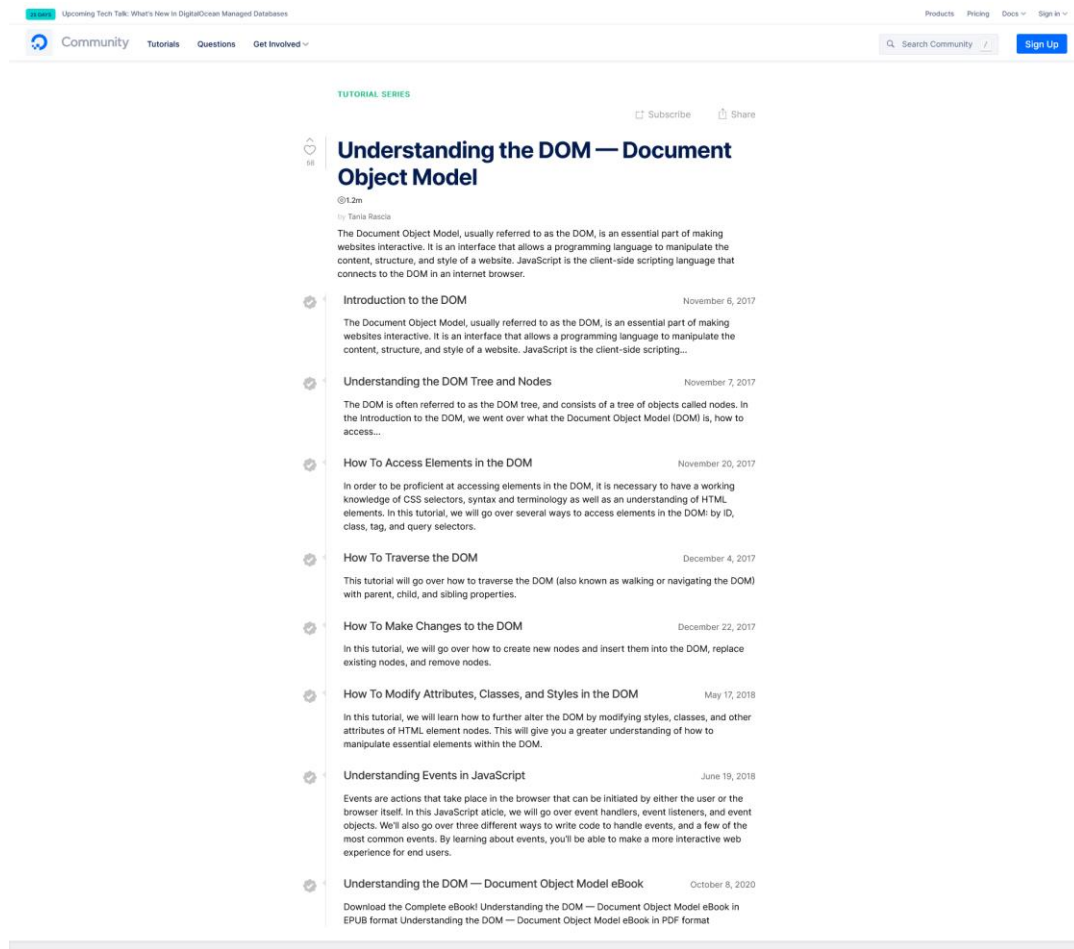 23 DAYS Upcoming Tech Talk: What's New In DigitalOcean Managed Databases
Products Pricing Docs Sign in
Community Tutorials Questions Get Involved
Search Community / Sign Up
TUTORIAL SERIES
Subscribe Share
Understanding the DOM — Document
Object Model
1.2m
by Tania Rascia
The Document Object Model, usually referred to as the DOM, is an essential part of making
websites interactive. It is an interface that allows a programming language to manipulate the
content, structure, and style of a website. JavaScript is the client-side scripting language that
connects to the DOM in an internet browser.
Introduction to the DOM November 6, 2017
The Document Object Model, usually referred to as the DOM, is an essential part of making
websites interactive. It is an interface that allows a programming language to manipulate the
content, structure, and style of a website. JavaScript is the client-side scripting...
Understanding the DOM Tree and Nodes November 7, 2017
The DOM is often referred to as the DOM tree, and consists of a tree of objects called nodes. In
the Introduction to the DOM, we went over what the Document Object Model (DOM) is, how to
access...
How To Access Elements in the DOM November 20, 2017
In order to be proficient at accessing elements in the DOM, it is necessary to have a working
knowledge of CSS selectors, syntax and terminology as well as an understanding of HTML
elements. In this tutorial, we will go over several ways to access elements in the DOM: by ID,
class, tag, and query selectors.
How To Traverse the DOM December 4, 2017
This tutorial will go over how to traverse the DOM (also known as walking or navigating the DOM)
with parent, child, and sibling properties.
How To Make Changes to the DOM December 22, 2017
In this tutorial, we will go over how to create new nodes and insert them into the DOM, replace
existing nodes, and remove nodes.
How To Modify Attributes, Classes, and Styles in the DOM May 17, 2018
In this tutorial, we will learn how to further alter the DOM by modifying styles, classes, and other
attributes of HTML element nodes. This will give you a greater understanding of how to
manipulate essential elements within the DOM.
Understanding Events in JavaScript June 19, 2018
Events are actions that take place in the browser that can be initiated by either the user or the
browser itself. In this JavaScript aticle, we will go over event handlers, event listeners, and event
objects. We'll also go over three different ways to write code to handle events, and a few of the
most common events. By learning about events, you'll be able to make a more interactive web
experience for end users.
Understanding the DOM — Document Object Model eBook October 8, 2020
Download the Complete eBook! Understanding the DOM — Document Object Model eBook in
EPUB format Understanding the DOM — Document Object Model eBook in PDF format